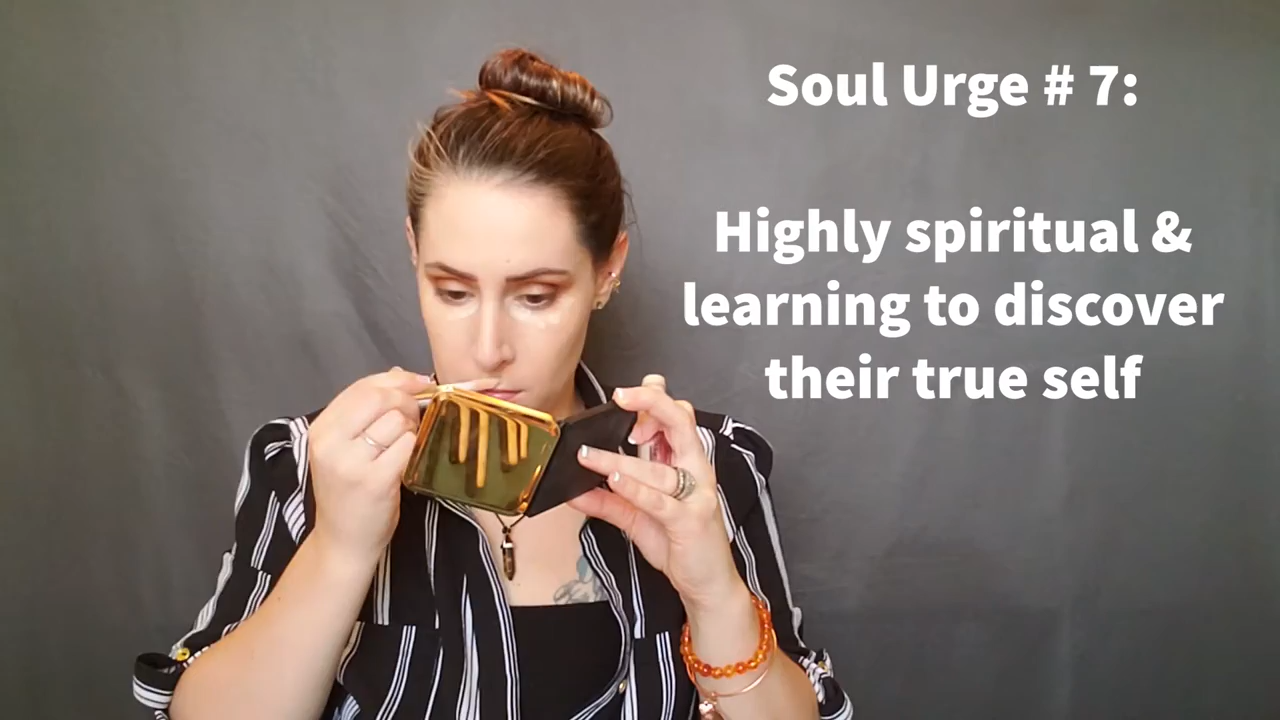 Soul Urge # 7:
Highly spiritual &
learning to discover
their true self